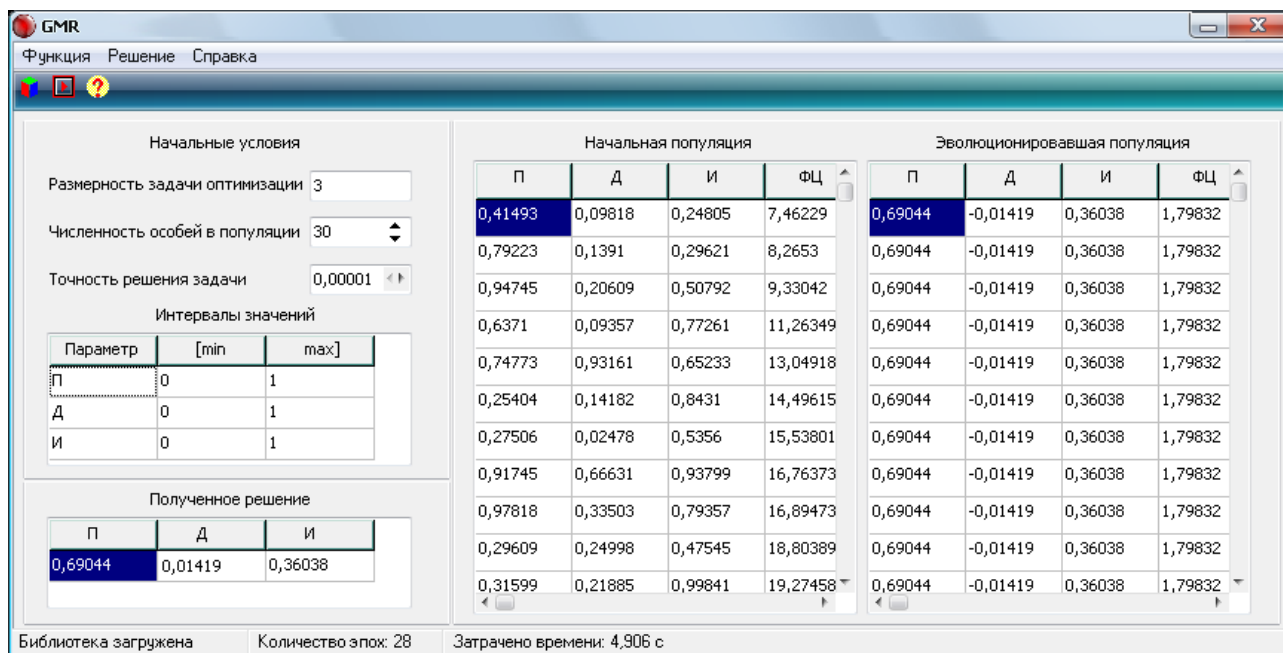 GMR
Функция Решение Справка
Начальные условия
Размерность задачи оптимизации 3
Численность особей в популяции 30
Точность решения задачи 0,00001
Интервалы значений
Параметр [min max]
П 0 1
Д 0 1
И 0 1
Полученное решение
П Д И
0,69044 0,01419 0,36038
Начальная популяция
П Д И ФЦ
0,41493 0,09818 0,24805 7,46229
0,79223 0,1391 0,29621 8,2653
0,94745 0,20609 0,50792 9,33042
0,6371 0,09357 0,77261 11,26349
0,74773 0,93161 0,65233 13,04918
0,25404 0,14182 0,8431 14,49615
0,27506 0,02478 0,5356 15,53801
0,91745 0,66631 0,93799 16,76373
0,97818 0,33503 0,79357 16,89473
0,29609 0,24998 0,47545 18,80389
0,31599 0,21885 0,99841 19,27458
Эволюционировавшая популяция
П Д И ФЦ
0,69044 -0,01419 0,36038 1,79832
0,69044 -0,01419 0,36038 1,79832
0,69044 -0,01419 0,36038 1,79832
0,69044 -0,01419 0,36038 1,79832
0,69044 -0,01419 0,36038 1,79832
0,69044 -0,01419 0,36038 1,79832
0,69044 -0,01419 0,36038 1,79832
0,69044 -0,01419 0,36038 1,79832
0,69044 -0,01419 0,36038 1,79832
0,69044 -0,01419 0,36038 1,79832
0,69044 -0,01419 0,36038 1,79832
Библиотека загружена Количество эпох: 28 Затрачено времени: 4,906 с